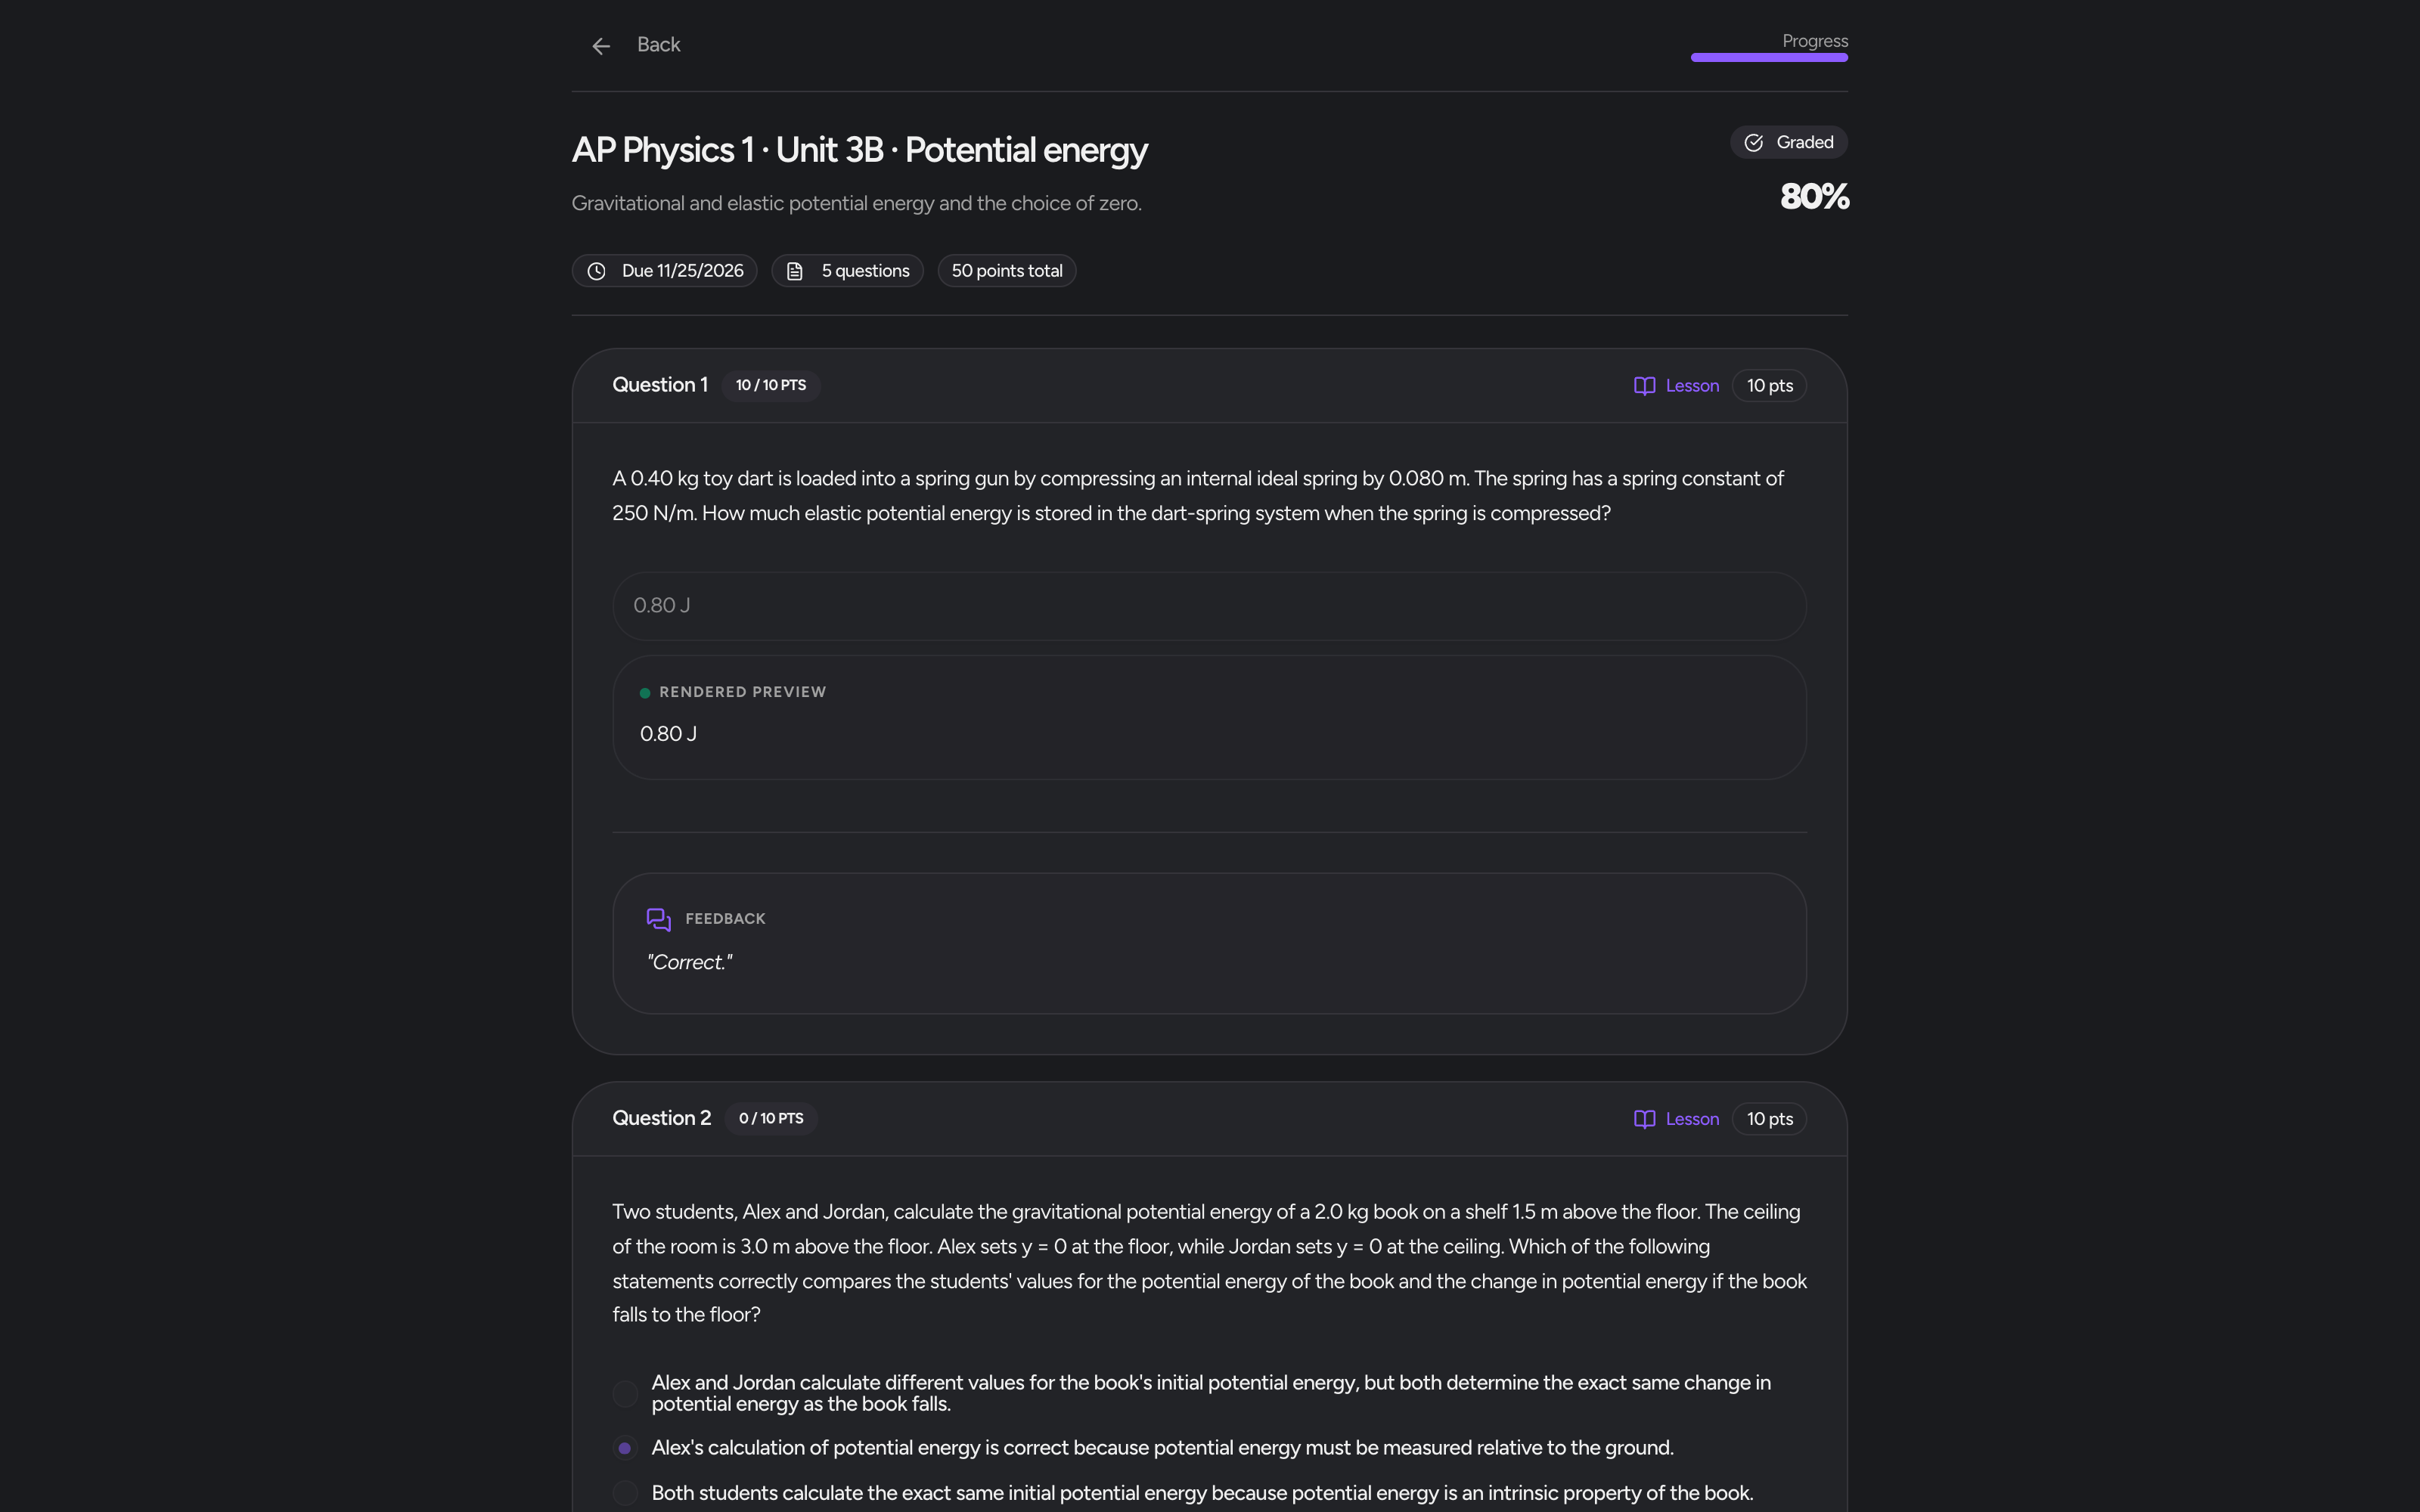 Back
Progress
AP Physics 1 · Unit 3B · Potential energy
Graded
Gravitational and elastic potential energy and the choice of zero.
80%
Due 11/25/2026
5 questions
50 points total
Question 1
10 / 10 PTS
Lesson
10 pts
A 0.40 kg toy dart is loaded into a spring gun by compressing an internal ideal spring by 0.080 m. The spring has a spring constant of
250 N/m. How much elastic potential energy is stored in the dart-spring system when the spring is compressed?
0.80 J
RENDERED PREVIEW
0.80 J
FEEDBACK
"Correct."
Question 2
0 / 10 PTS
Lesson
10 pts
Two students, Alex and Jordan, calculate the gravitational potential energy of a 2.0 kg book on a shelf 1.5 m above the floor. The ceiling
of the room is 3.0 m above the floor. Alex sets y = 0 at the floor, while Jordan sets y = 0 at the ceiling. Which of the following
statements correctly compares the students' values for the potential energy of the book and the change in potential energy if the book
falls to the floor?
Alex and Jordan calculate different values for the book's initial potential energy, but both determine the exact same change in
potential energy as the book falls.
Alex's calculation of potential energy is correct because potential energy must be measured relative to the ground.
Both students calculate the exact same initial potential energy because potential energy is an intrinsic property of the book.